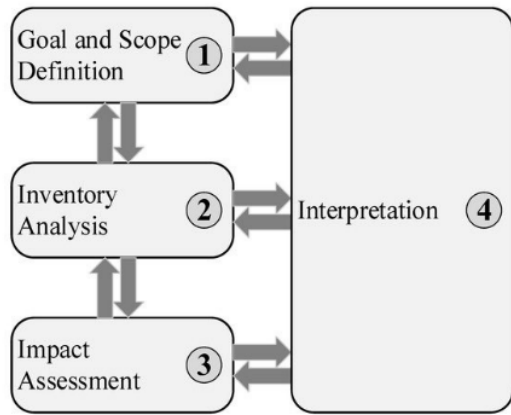 Goal and Scope
Definition 1
Inventory
Analysis 2
Impact
Assessment 3
Interpretation 4